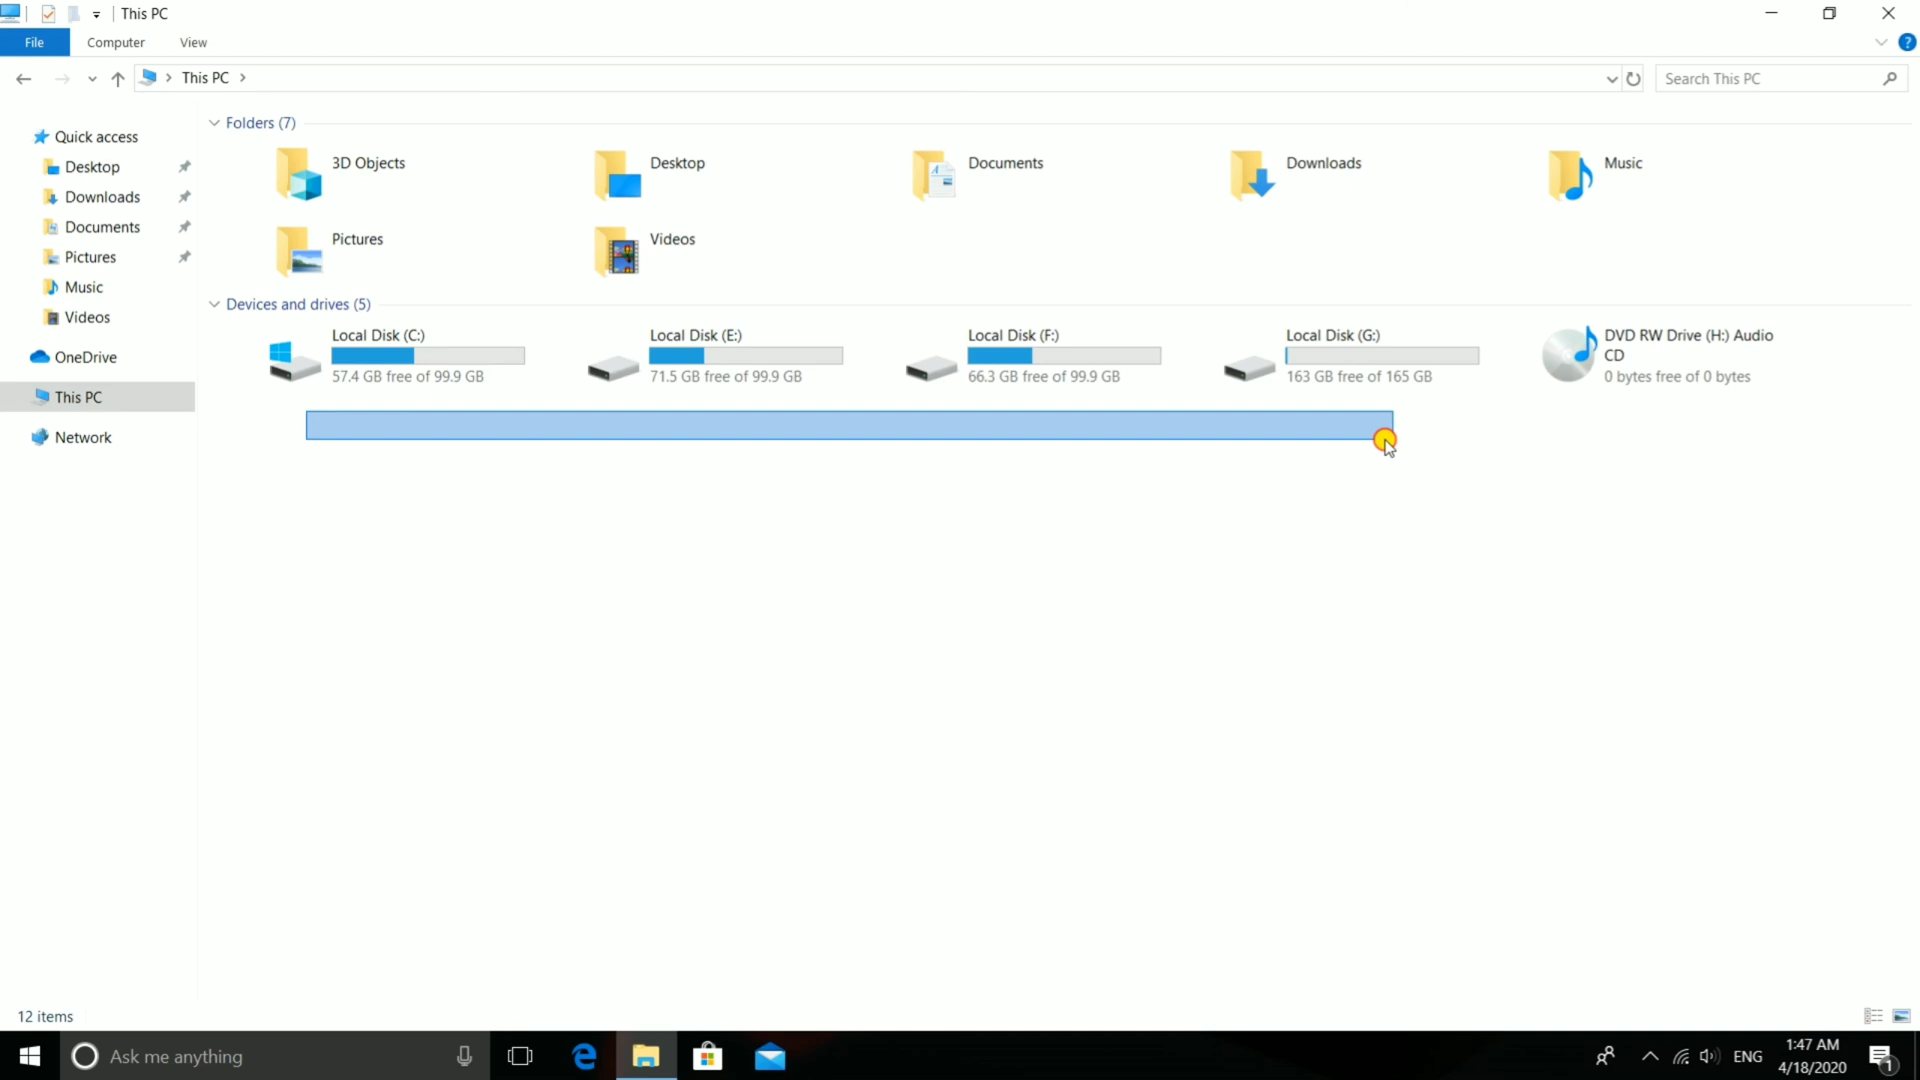 This PC
File Computer View
This PC
Search This PC
Quick access
Desktop
Downloads
Documents
Pictures
Music
Videos
OneDrive
This PC
Network
Folders (7)
3D Objects
Desktop
Documents
Downloads
Music
Pictures
Videos
Devices and drives (5)
Local Disk (C:)
57.4 GB free of 99.9 GB
Local Disk (E:)
71.5 GB free of 99.9 GB
Local Disk (F:)
66.3 GB free of 99.9 GB
Local Disk (G:)
163 GB free of 165 GB
DVD RW Drive (H:) Audio
CD
0 bytes free of 0 bytes
12 items
Ask me anything
ENG
1:47 AM
4/18/2020
1